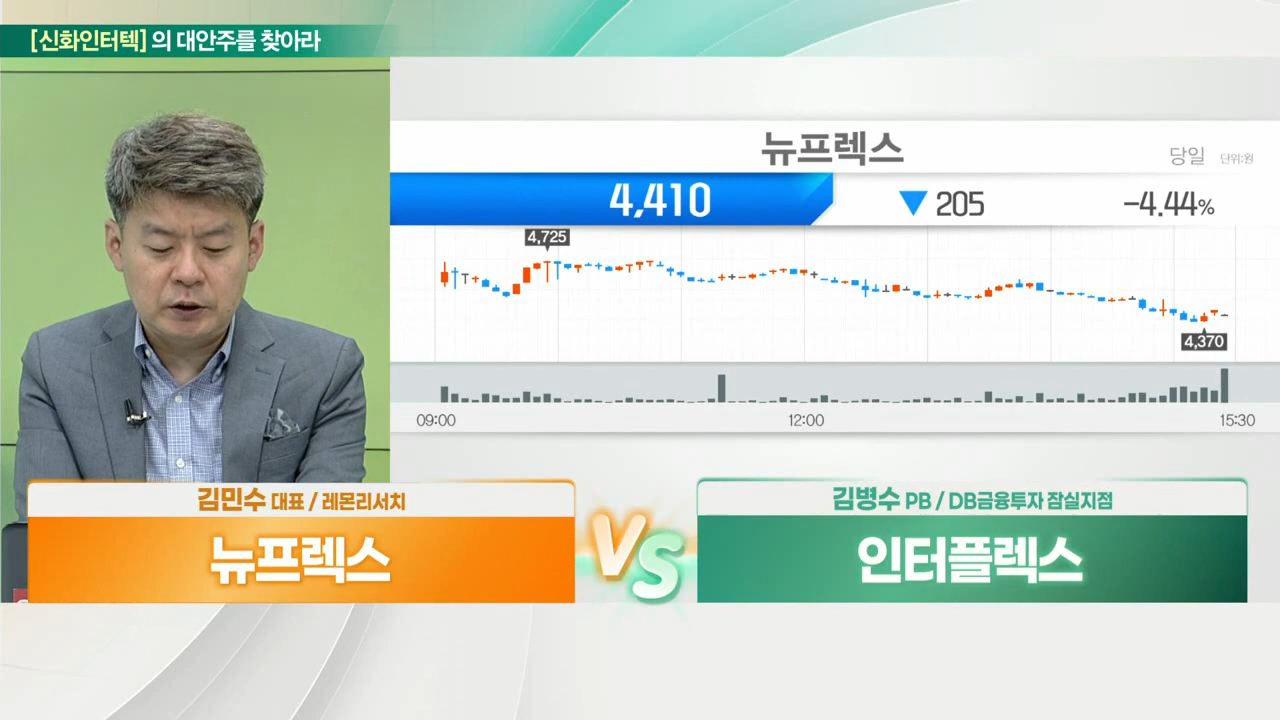 [신화인터텍]의 대안주를 찾아라
뉴프렉스
당일 단위:원
4,410 ▼ 205 -4.44%
4,725
4,370
09:00 12:00 15:30
김민수 대표 / 레몬리서치
뉴프렉스
VS
김병수 PB / DB금융투자 잠실지점
인터플렉스